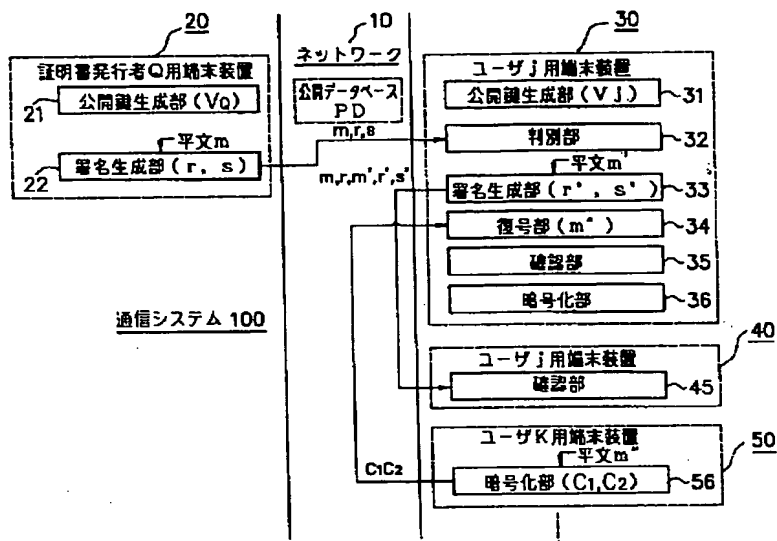 20
証明書発行者Q用端末装置
21
公開鍵生成部(VQ)
平文m
22
署名生成部(r, s)
通信システム 100
10
ネットワーク
公開データベース
PD
m,r,s
m,r,m',r',s'
C1C2
30
ユーザj用端末装置
公開鍵生成部(Vj)
31
判別部
32
平文m'
署名生成部(r', s')
33
復号部(m")
34
確認部
35
暗号化部
36
40
ユーザj用端末装置
確認部
45
50
ユーザK用端末装置
平文m"
暗号化部(C1,C2)
56